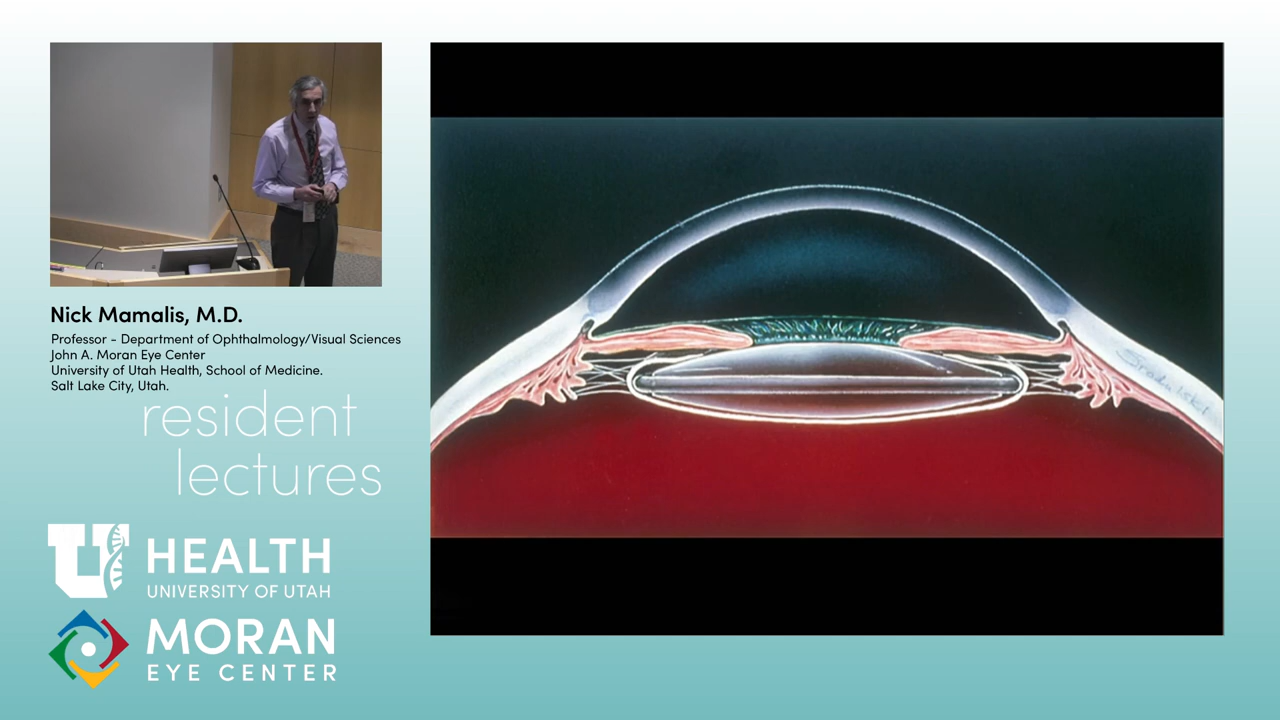 Nick Mamalis, M.D.
Professor - Department of Ophthalmology/Visual Sciences
John A. Moran Eye Center
University of Utah Health, School of Medicine.
Salt Lake City, Utah.
resident
lectures
U HEALTH
UNIVERSITY OF UTAH
MORAN
EYE CENTER